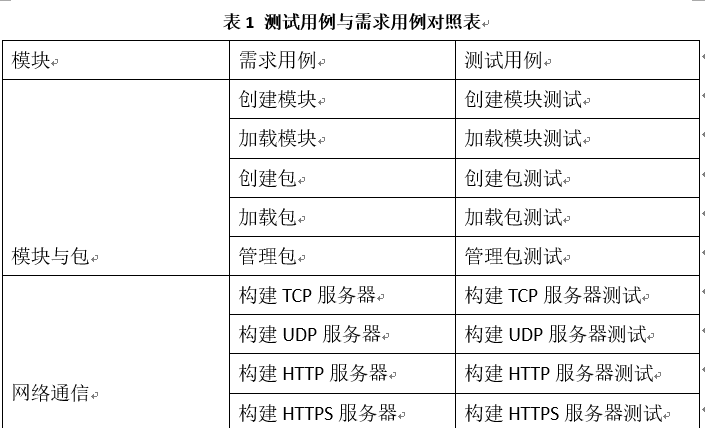 表 1 测试用例与需求用例对照表
模块 需求用例 测试用例
创建模块 创建模块测试
加载模块 加载模块测试
创建包 创建包测试
加载包 加载包测试
模块与包 管理包 管理包测试
构建 TCP 服务器 构建 TCP 服务器测试
构建 UDP 服务器 构建 UDP 服务器测试
构建 HTTP 服务器 构建 HTTP 服务器测试
网络通信
构建 HTTPS 服务器 构建 HTTPS 服务器测试